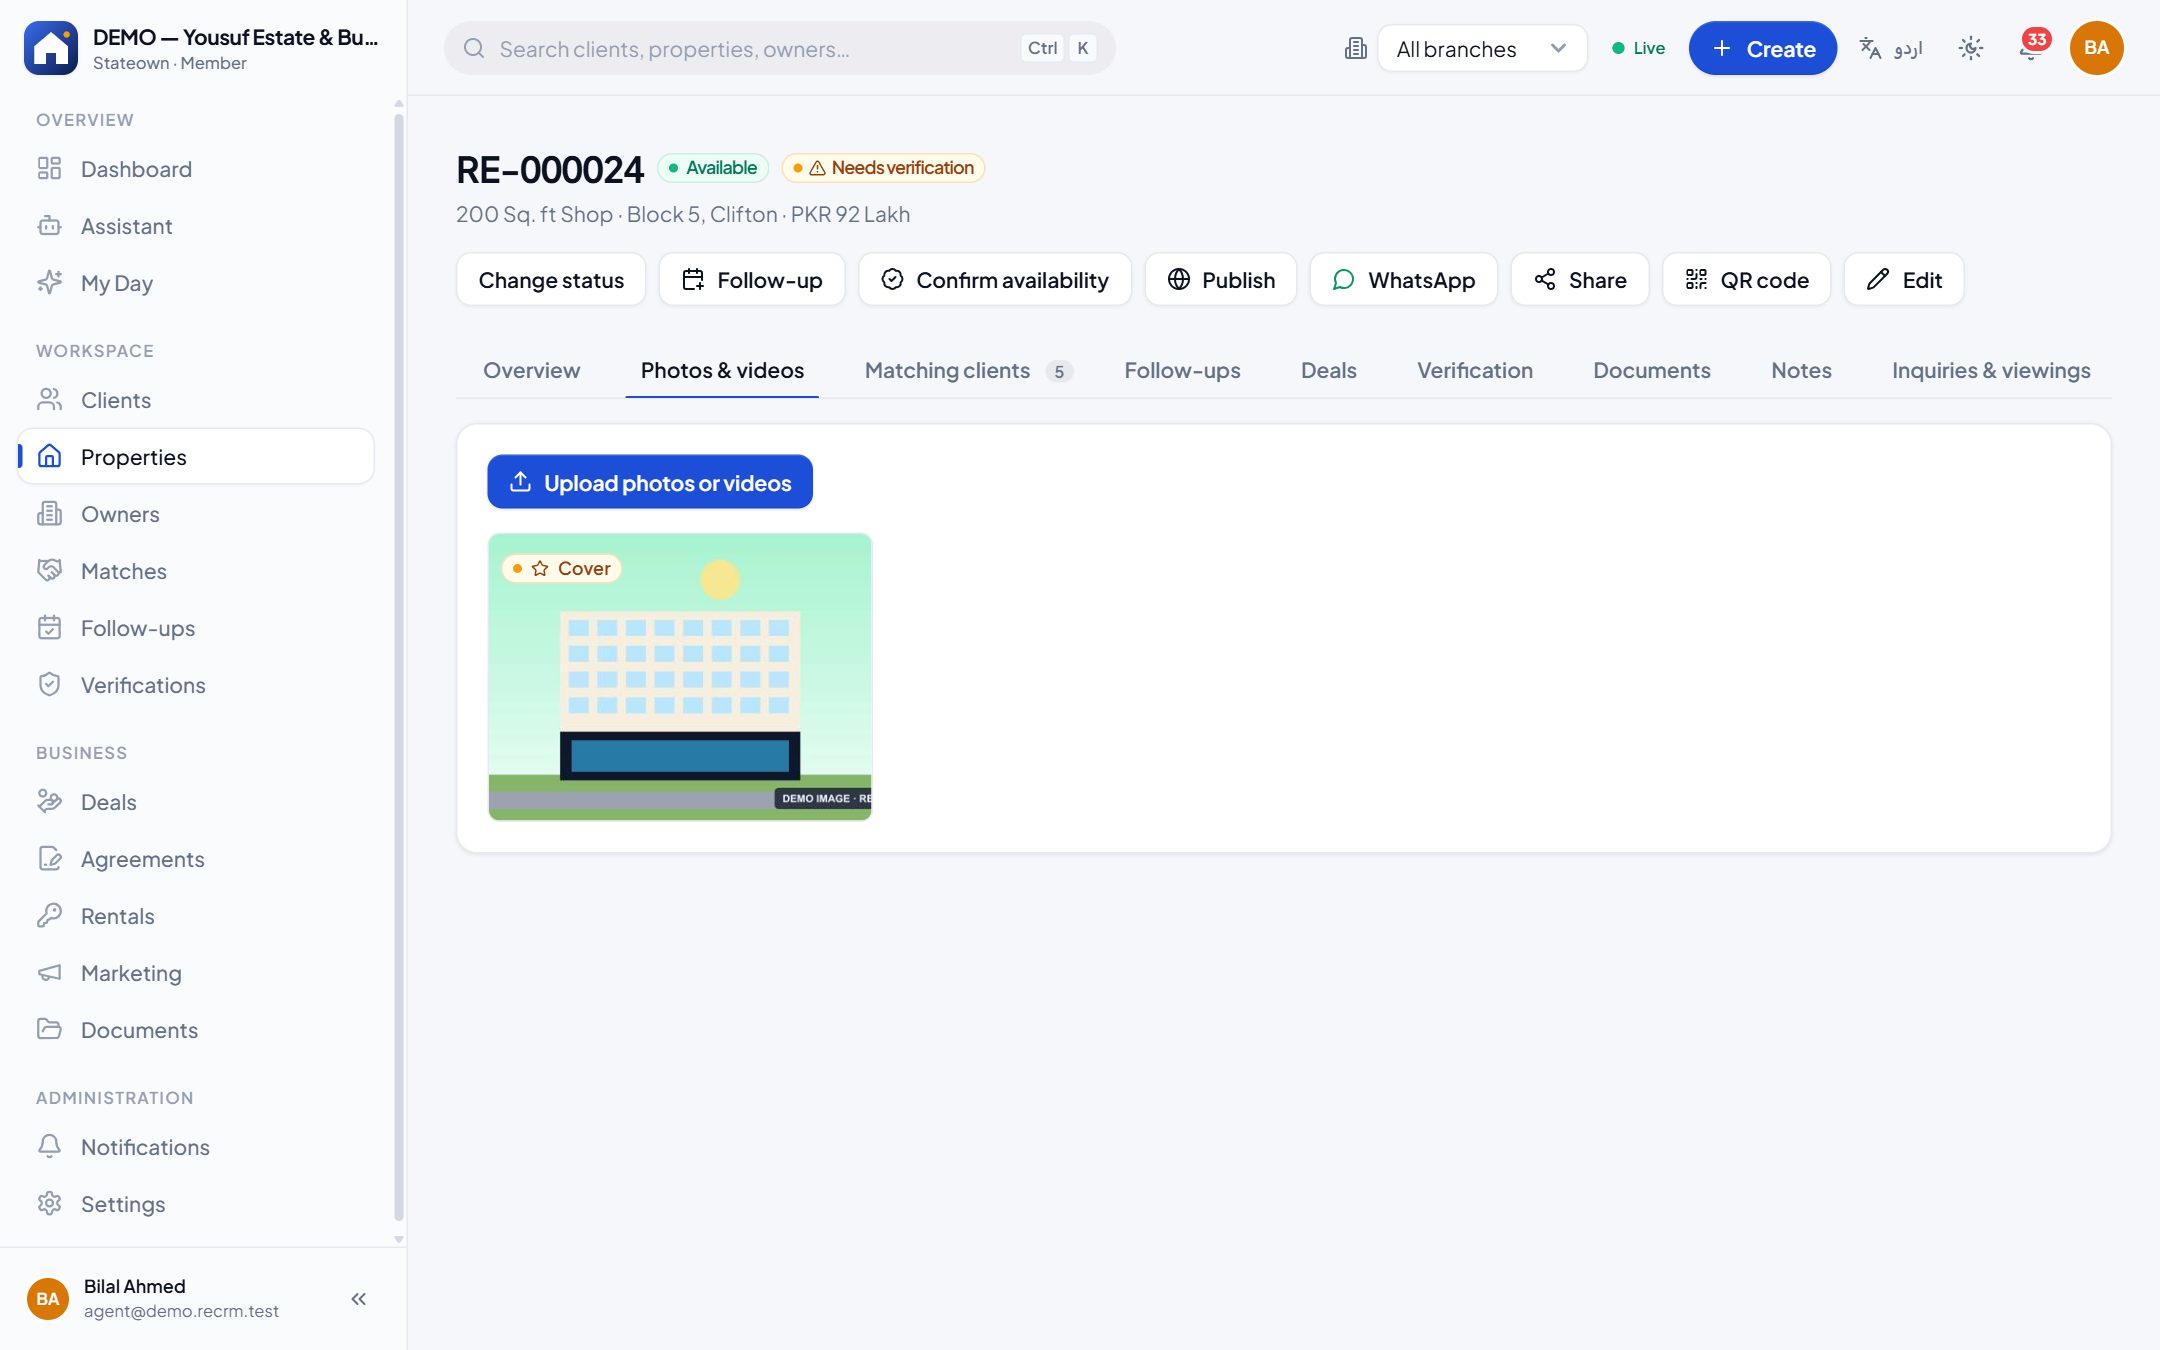 DEMO — Yousuf Estate & Bu...
Stateown · Member
OVERVIEW
Dashboard
Assistant
My Day
WORKSPACE
Clients
Properties
Owners
Matches
Follow-ups
Verifications
BUSINESS
Deals
Agreements
Rentals
Marketing
Documents
ADMINISTRATION
Notifications
Settings
BA
Bilal Ahmed
agent@demo.recrm.test
Search clients, properties, owners... Ctrl K
All branches
Live
Create
اردو
33
BA
RE-000024 Available Needs verification
200 Sq. ft Shop · Block 5, Clifton · PKR 92 Lakh
Change status Follow-up Confirm availability Publish WhatsApp Share QR code Edit
Overview Photos & videos Matching clients 5 Follow-ups Deals Verification Documents Notes Inquiries & viewings
Upload photos or videos
Cover
DEMO IMAGE · RE